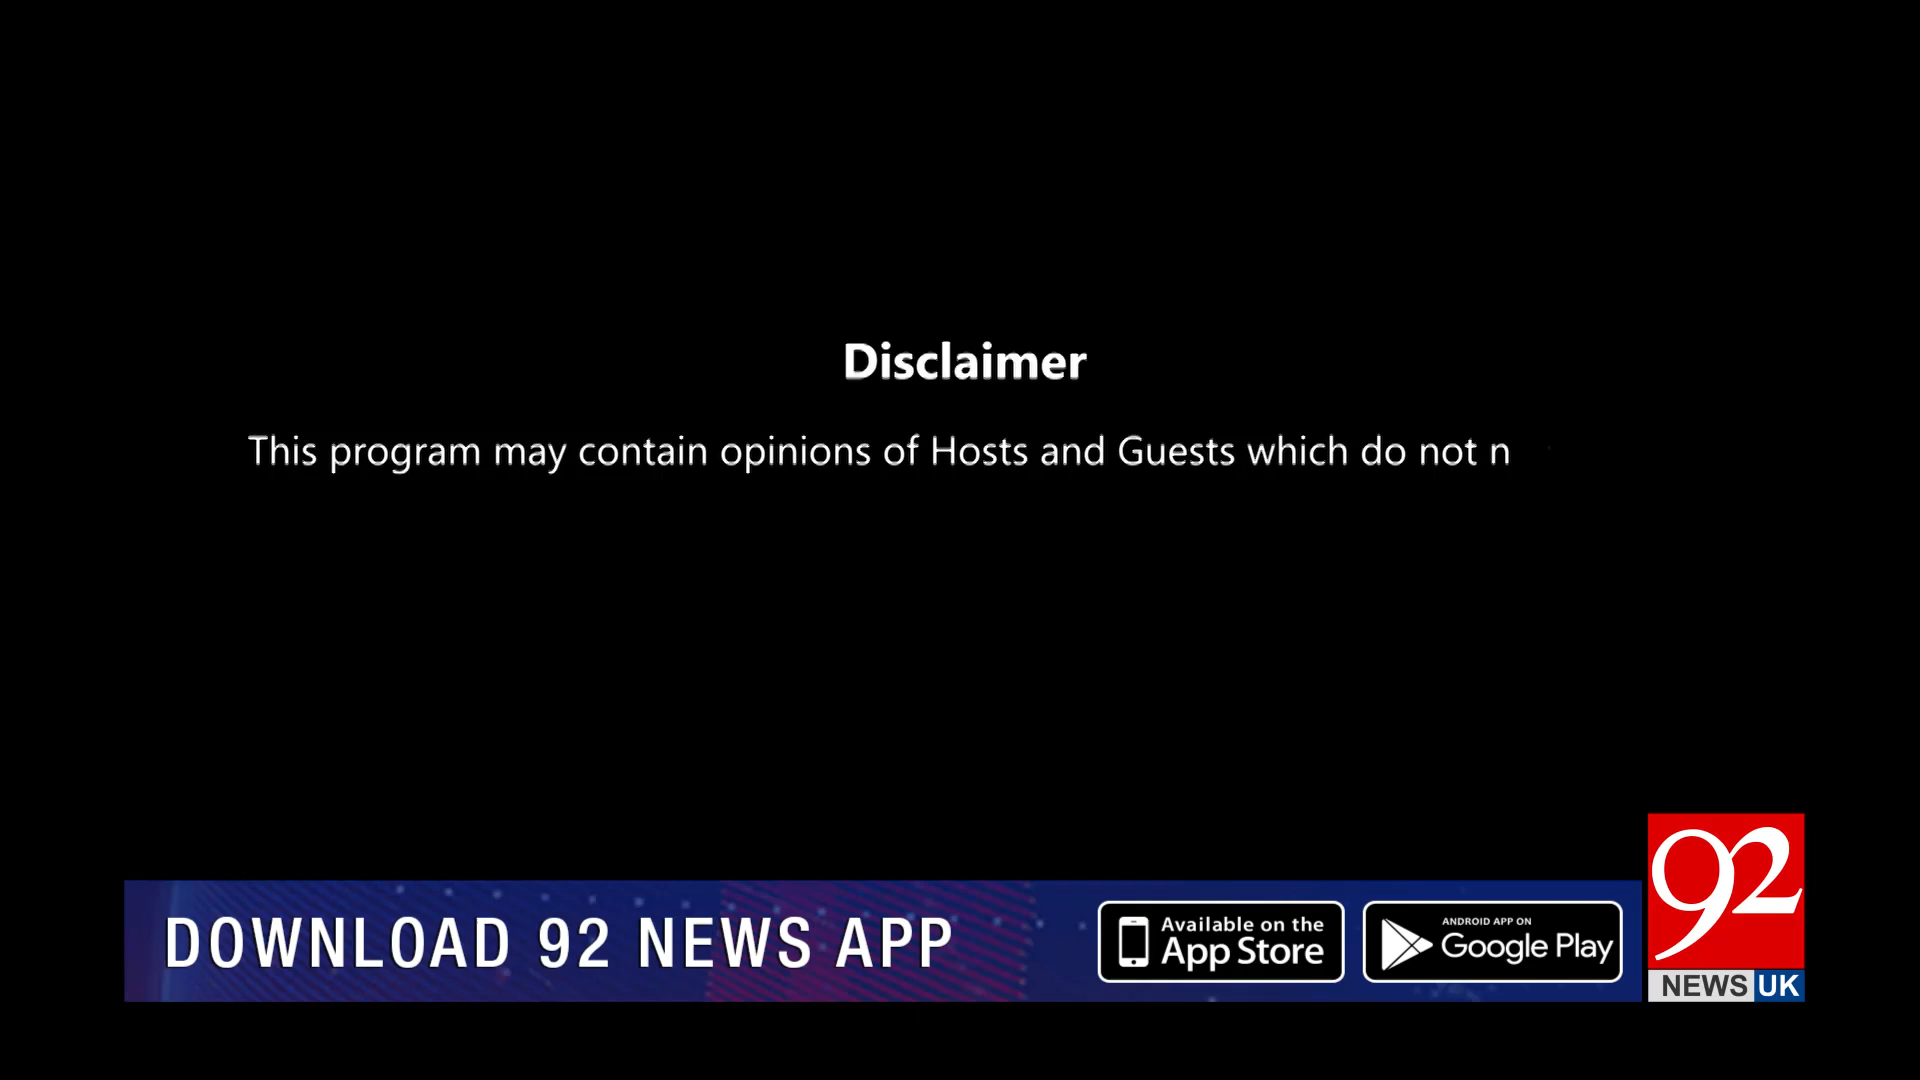 Disclaimer
This program may contain opinions of Hosts and Guests which do not n
DOWNLOAD 92 NEWS APP
Available on the
App Store
ANDROID APP ON
Google Play
92
NEWS UK